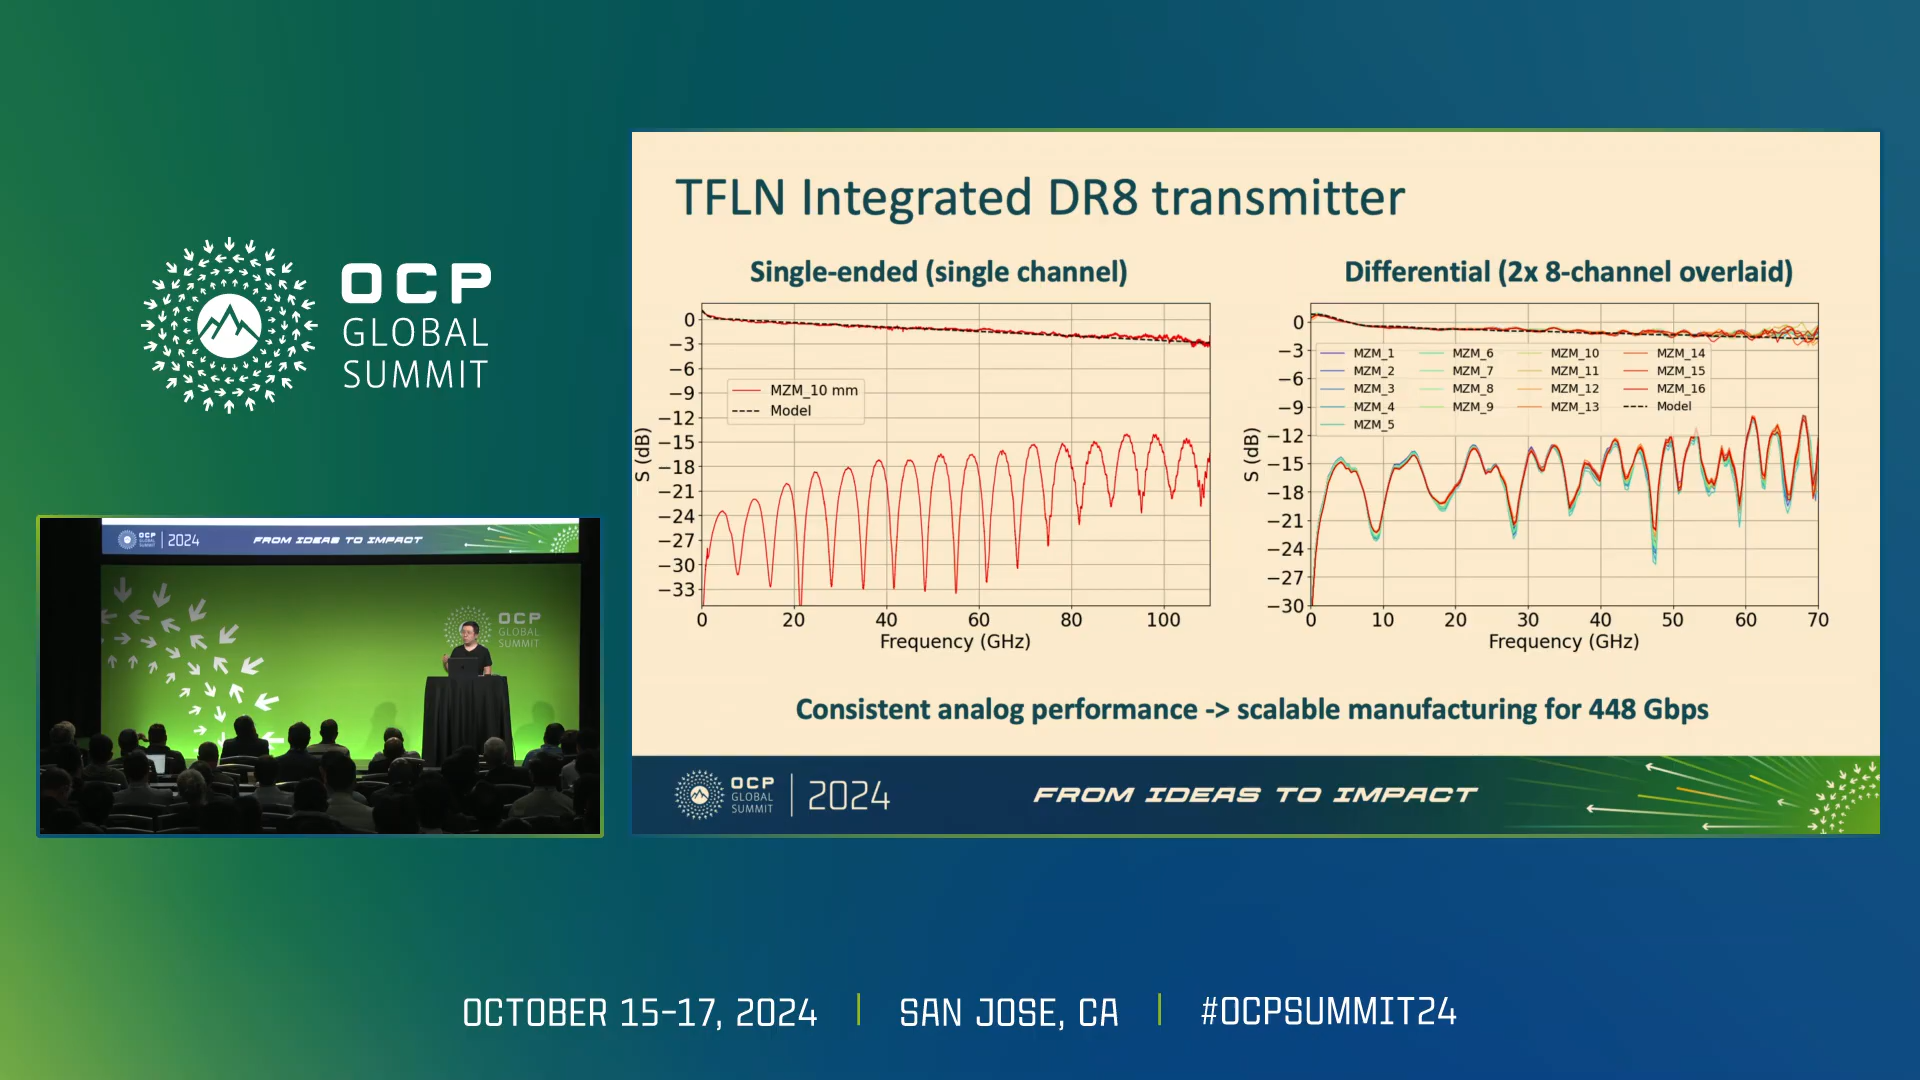 OCP
GLOBAL
SUMMIT
OCP
GLOBAL
SUMMIT
2024
FROM IDEAS TO IMPACT
OCP
GLOBAL
SUMMIT
TFLN Integrated DR8 transmitter
Single-ended (single channel)
S (dB)
0
−3
−6
−9
−12
−15
−18
−21
−24
−27
−30
−33
MZM_10 mm
Model
0 20 40 60 80 100
Frequency (GHz)
Differential (2x 8-channel overlaid)
S (dB)
0
−3
−6
−9
−12
−15
−18
−21
−24
−27
−30
MZM_1 MZM_6 MZM_10 MZM_14
MZM_2 MZM_7 MZM_11 MZM_15
MZM_3 MZM_8 MZM_12 MZM_16
MZM_4 MZM_9 MZM_13 Model
MZM_5
0 10 20 30 40 50 60 70
Frequency (GHz)
Consistent analog performance -> scalable manufacturing for 448 Gbps
OCP
GLOBAL
SUMMIT
2024
FROM IDEAS TO IMPACT
OCTOBER 15–17, 2024 | SAN JOSE, CA | #OCPSUMMIT24